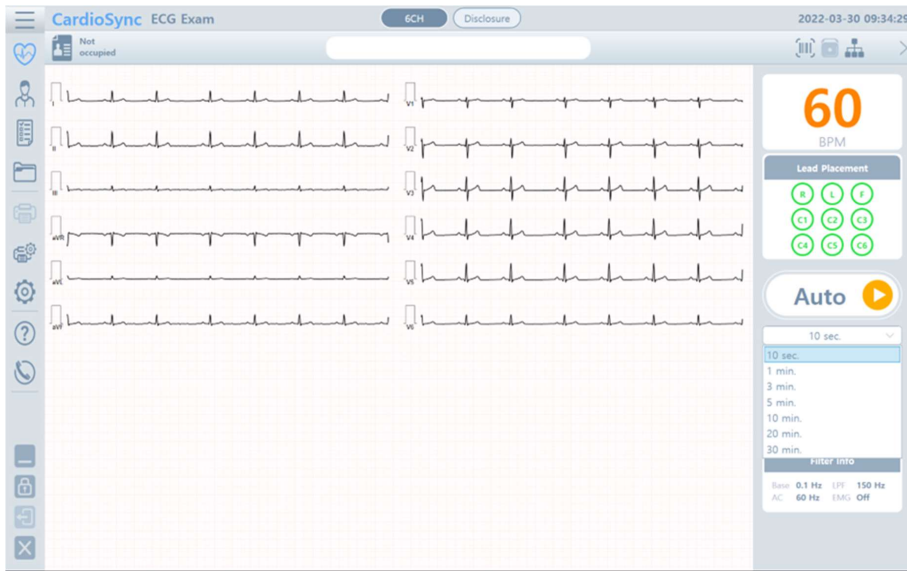 CardioSync ECG Exam 6CH Disclosure 2022-03-30 09:34:29
Not
occupied
I
II
III
aVR
aVL
aVF
V1
V2
V3
V4
V5
V6
60
BPM
Lead Placement
R L F
C1 C2 C3
C4 C5 C6
Auto
10 sec.
10 sec.
1 min.
3 min.
5 min.
10 min.
20 min.
30 min.
Filter Info
Base 0.1 Hz LPF 150 Hz
AC 60 Hz EMG Off